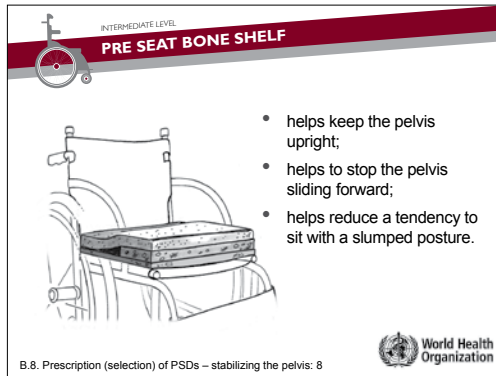 INTERMEDIATE LEVEL
PRE SEAT BONE SHELF
• helps keep the pelvis
upright;
• helps to stop the pelvis
sliding forward;
• helps reduce a tendency to
sit with a slumped posture.
B.8. Prescription (selection) of PSDs – stabilizing the pelvis: 8
World Health
Organization